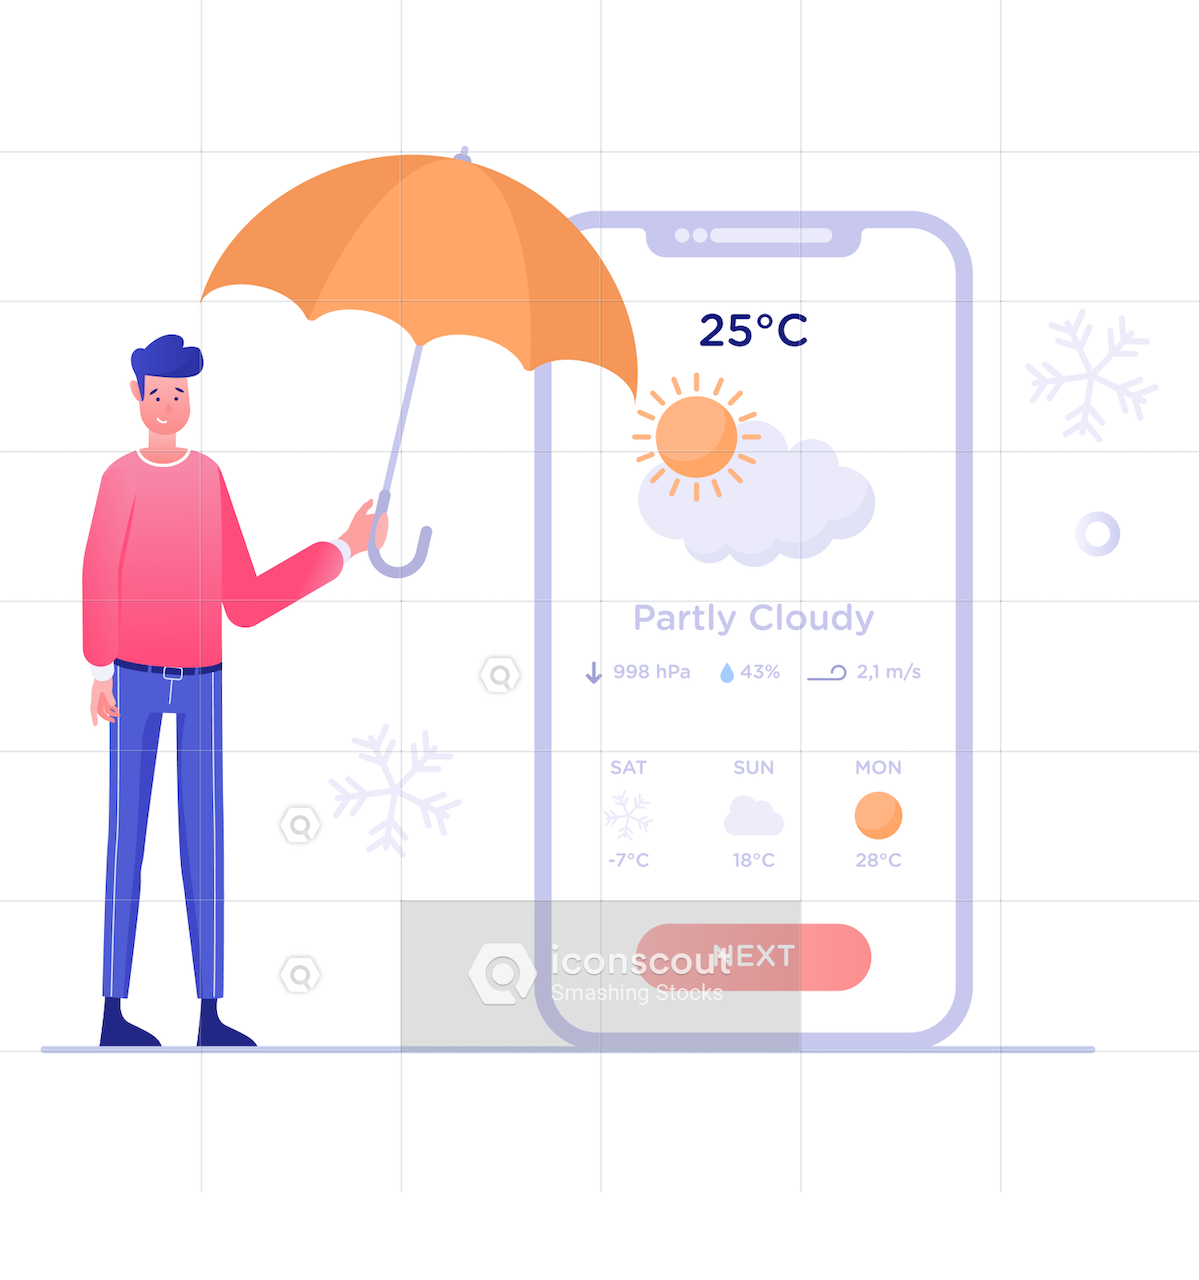 25°C
Partly Cloudy
998 hPa 43% 2,1 m/s
SAT SUN MON
-7°C 18°C 28°C
NEXT
iconscout
Smashing Stocks